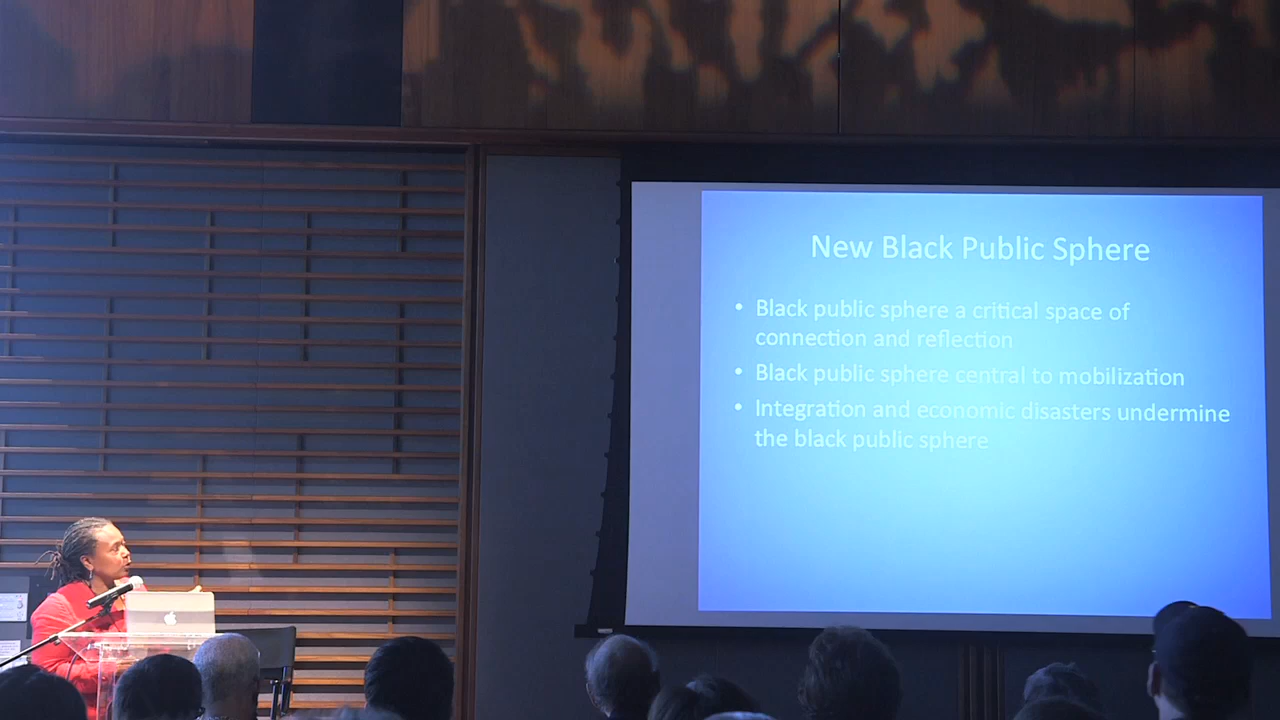 New Black Public Sphere
• Black public sphere a critical space of
connection and reflection
• Black public sphere central to mobilization
• Integration and economic disasters undermine
the black public sphere